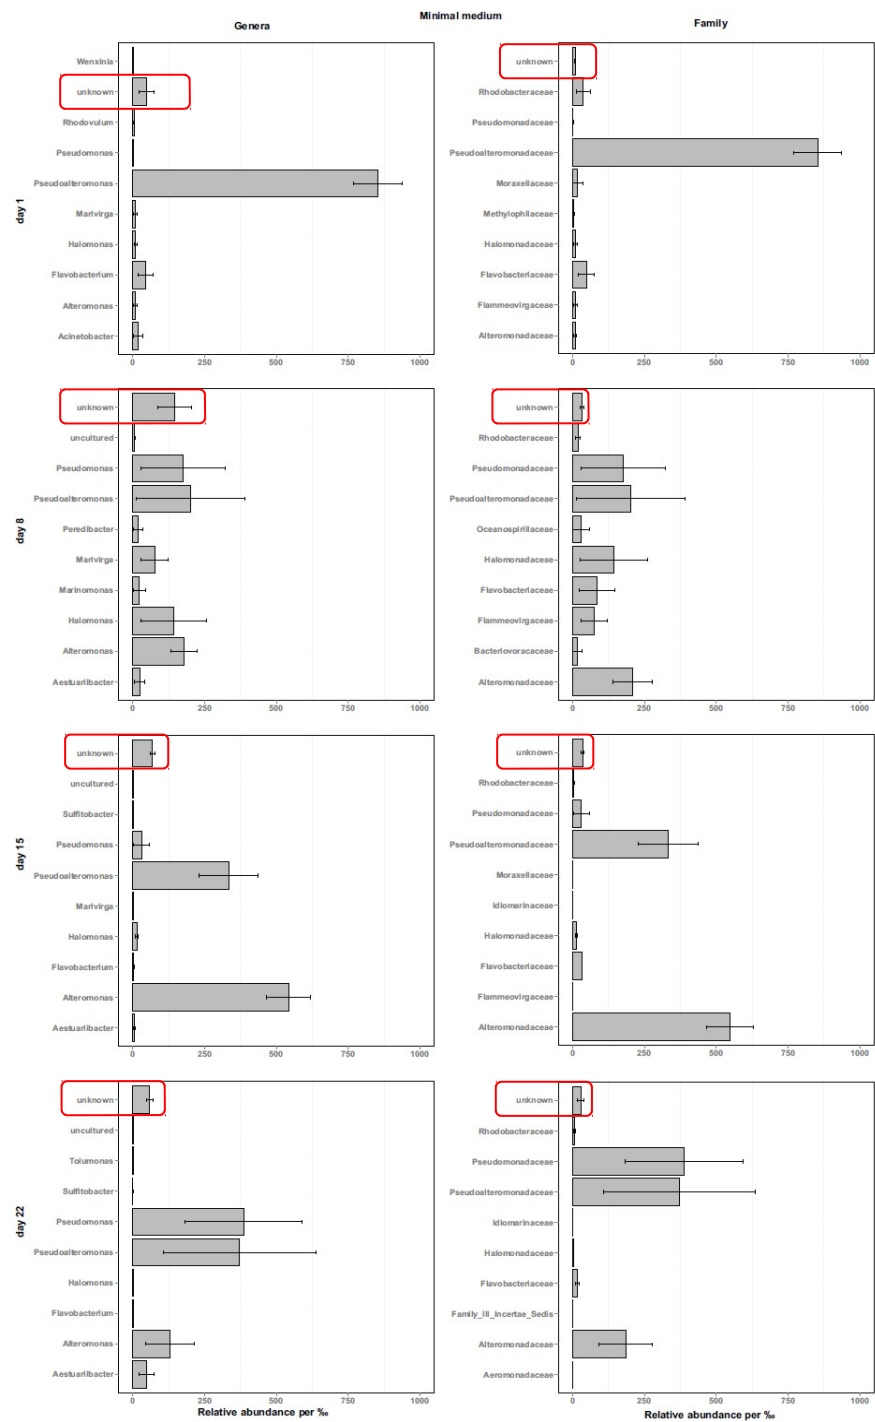 Minimal medium
Genera
Family
day 1
Wenxinia
unknown
Rhodovulum
Pseudomonas
Pseudoalteromonas
Marivirga
Halomonas
Flavobacterium
Alteromonas
Acinetobacter
0 250 500 750 1000
unknown
Rhodobacteraceae
Pseudomonadaceae
Pseudoalteromonadaceae
Moraxellaceae
Methylophilaceae
Halomonadaceae
Flavobacteriaceae
Flammeovirgaceae
Alteromonadaceae
0 250 500 750 1000
day 8
unknown
uncultured
Pseudomonas
Pseudoalteromonas
Peredibacter
Marivirga
Marinomonas
Halomonas
Alteromonas
Aestuariibacter
0 250 500 750 1000
unknown
Rhodobacteraceae
Pseudomonadaceae
Pseudoalteromonadaceae
Oceanospirillaceae
Halomonadaceae
Flavobacteriaceae
Flammeovirgaceae
Bacteriovoracaceae
Alteromonadaceae
0 250 500 750 1000
day 15
unknown
uncultured
Sulfitobacter
Pseudomonas
Pseudoalteromonas
Marivirga
Halomonas
Flavobacterium
Alteromonas
Aestuariibacter
0 250 500 750 1000
unknown
Rhodobacteraceae
Pseudomonadaceae
Pseudoalteromonadaceae
Moraxellaceae
Idiomarinaceae
Halomonadaceae
Flavobacteriaceae
Flammeovirgaceae
Alteromonadaceae
0 250 500 750 1000
day 22
unknown
uncultured
Tolumonas
Sulfitobacter
Pseudomonas
Pseudoalteromonas
Halomonas
Flavobacterium
Alteromonas
Aestuariibacter
0 250 500 750 1000
Relative abundance per ‰
unknown
Rhodobacteraceae
Pseudomonadaceae
Pseudoalteromonadaceae
Idiomarinaceae
Halomonadaceae
Flavobacteriaceae
Family_III_Incertae_Sedis
Alteromonadaceae
Aeromonadaceae
0 250 500 750 1000
Relative abundance per ‰